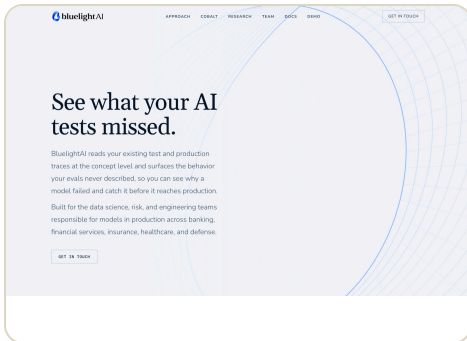 bluelightAI
APPROACH COBALT RESEARCH TEAM DOCS DEMO
GET IN TOUCH
See what your AI
tests missed.
BluelightAI reads your existing test and production
traces at the concept level and surfaces the behavior
your evals never described, so you can see why a
model failed and catch it before it reaches production.
Built for the data science, risk, and engineering teams
responsible for models in production across banking,
financial services, insurance, healthcare, and defense.
GET IN TOUCH